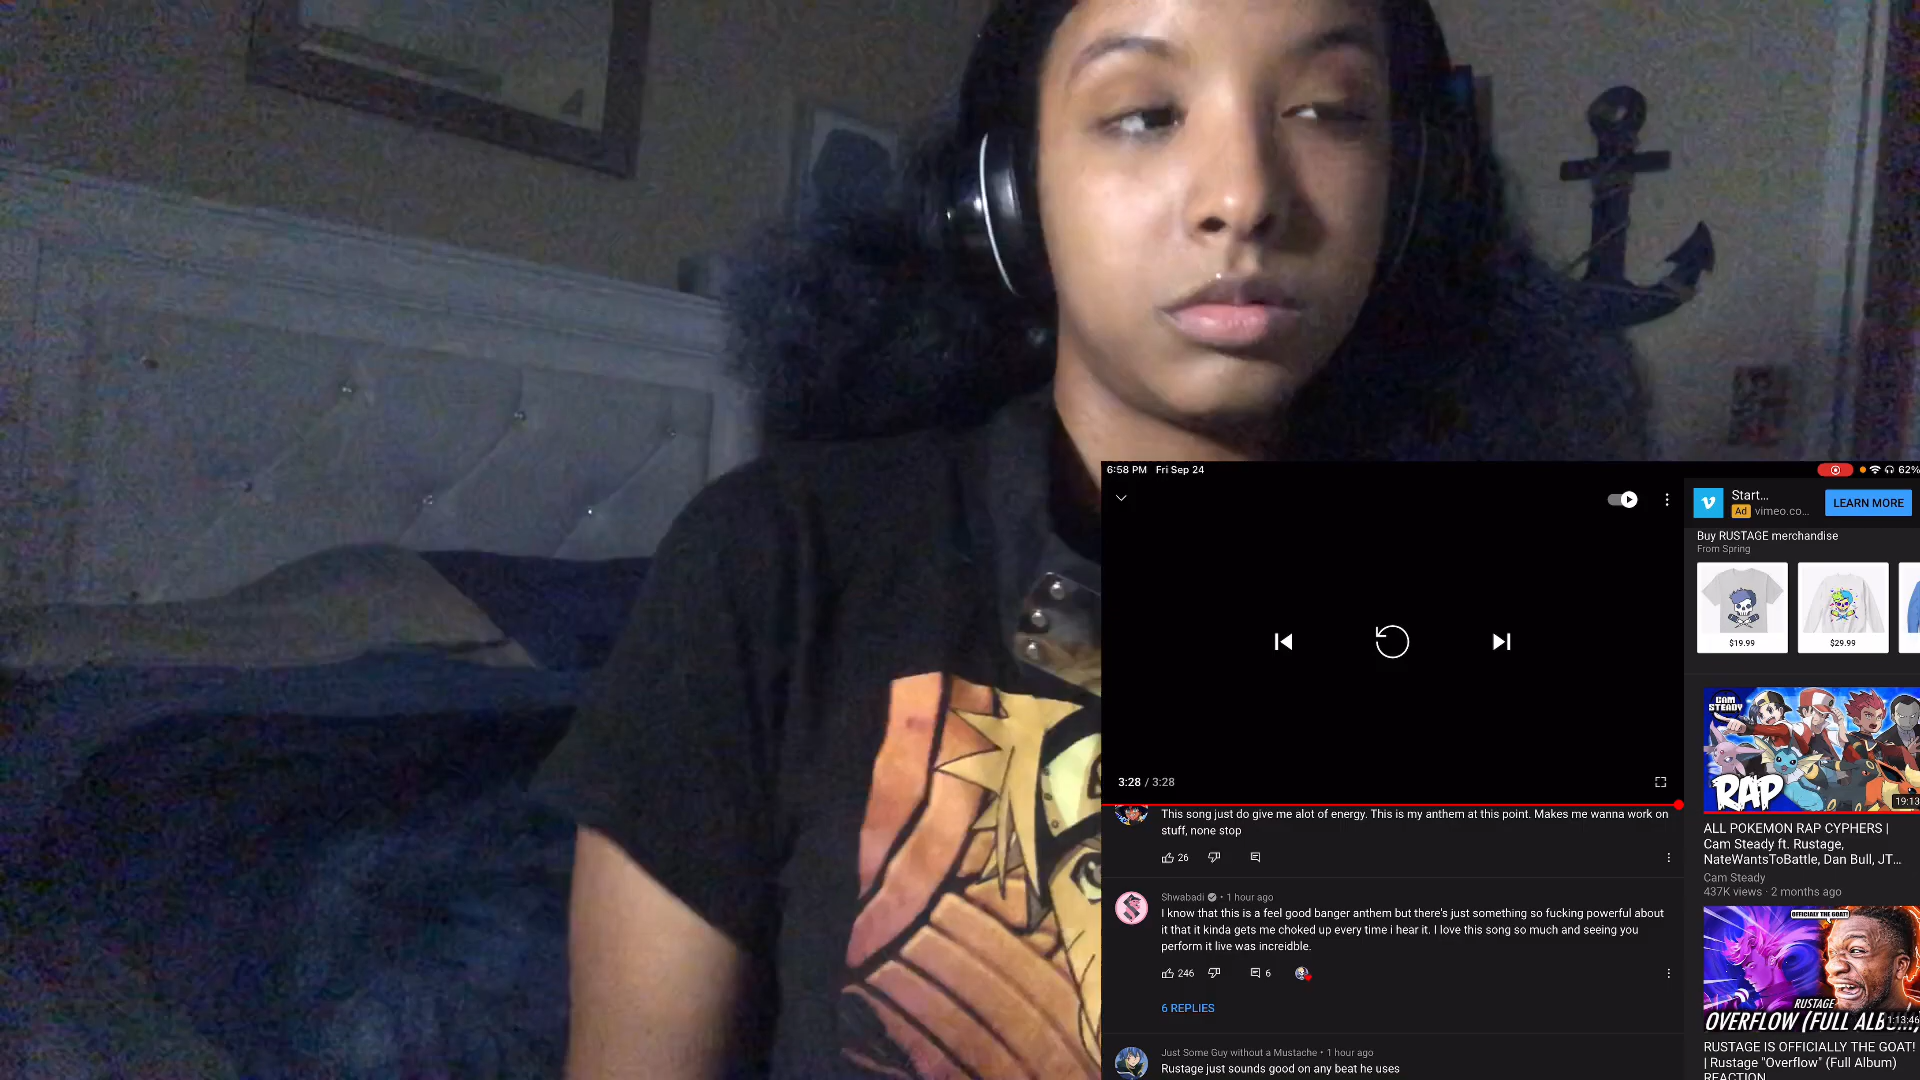 6:58 PM Fri Sep 24
62%
Start...
Ad vimeo.co...
LEARN MORE
Buy RUSTAGE merchandise
From Spring
$19.99
$29.99
3:28 / 3:28
This song just do give me alot of energy. This is my anthem at this point. Makes me wanna work on
stuff, none stop
26
Shwabadi • 1 hour ago
I know that this is a feel good banger anthem but there's just something so fucking powerful about
it that it kinda gets me choked up every time i hear it. I love this song so much and seeing you
perform it live was increidble.
246
6
6 REPLIES
Just Some Guy without a Mustache • 1 hour ago
Rustage just sounds good on any beat he uses
CAM
STEADY
RAP
19:13
ALL POKEMON RAP CYPHERS |
Cam Steady ft. Rustage,
NateWantsToBattle, Dan Bull, JT...
Cam Steady
437K views · 2 months ago
OFFICIALY THE GOAT!
RUSTAGE
OVERFLOW (FULL ALB
1:13:46
RUSTAGE IS OFFICIALLY THE GOAT!
| Rustage "Overflow" (Full Album)
REACTION